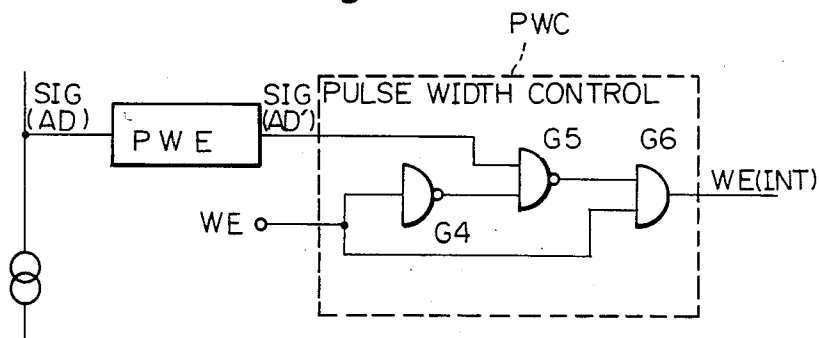 PWC
SIG
(AD)
PWE
SIG
(AD')
PULSE WIDTH CONTROL
G5
G6
WE(INT)
WE
G4